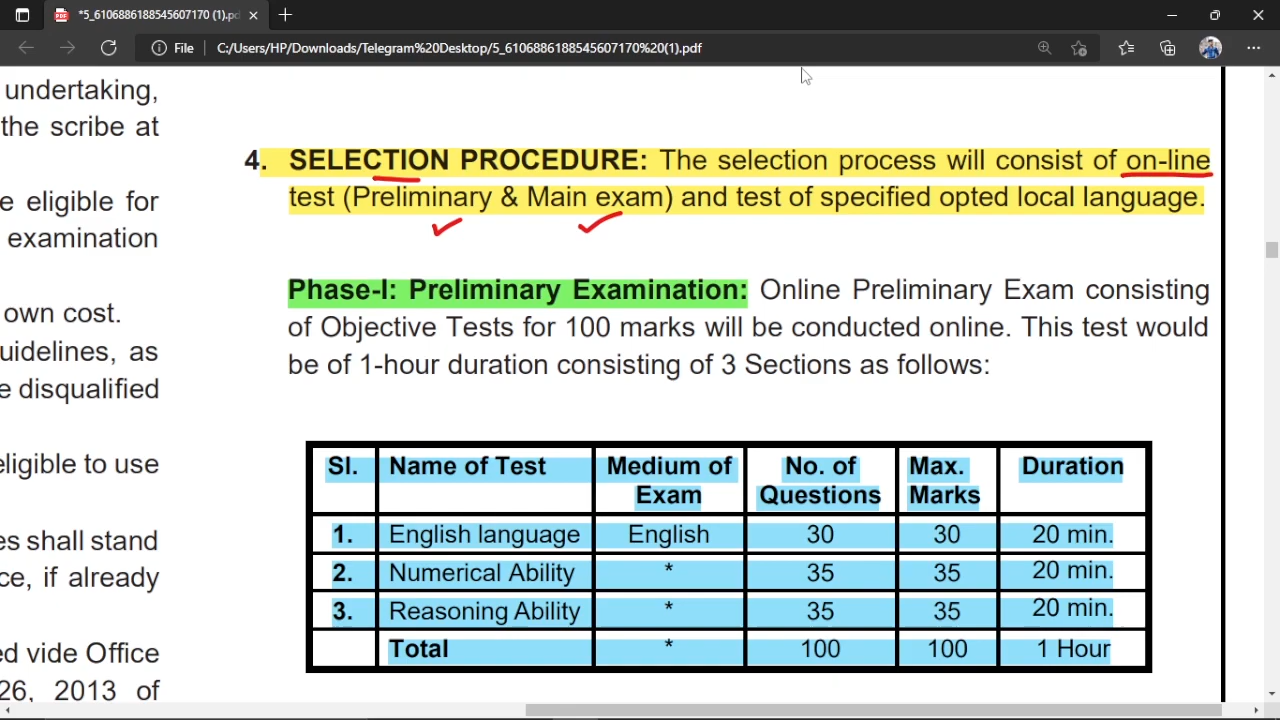 *5_6106886188545607170 (1).pd
File
C:/Users/HP/Downloads/Telegram%20Desktop/5_6106886188545607170%20(1).pdf
undertaking,
the scribe at
e eligible for
examination
own cost.
uidelines, as
e disqualified
eligible to use
es shall stand
ce, if already
ed vide Office
26, 2013 of
4. SELECTION PROCEDURE: The selection process will consist of on-line
test (Preliminary & Main exam) and test of specified opted local language.
Phase-I: Preliminary Examination: Online Preliminary Exam consisting
of Objective Tests for 100 marks will be conducted online. This test would
be of 1-hour duration consisting of 3 Sections as follows:
Sl. Name of Test Medium of No. of Max. Duration
Exam Questions Marks
1. English language English 30 30 20 min.
2. Numerical Ability * 35 35 20 min.
3. Reasoning Ability * 35 35 20 min.
Total * 100 100 1 Hour